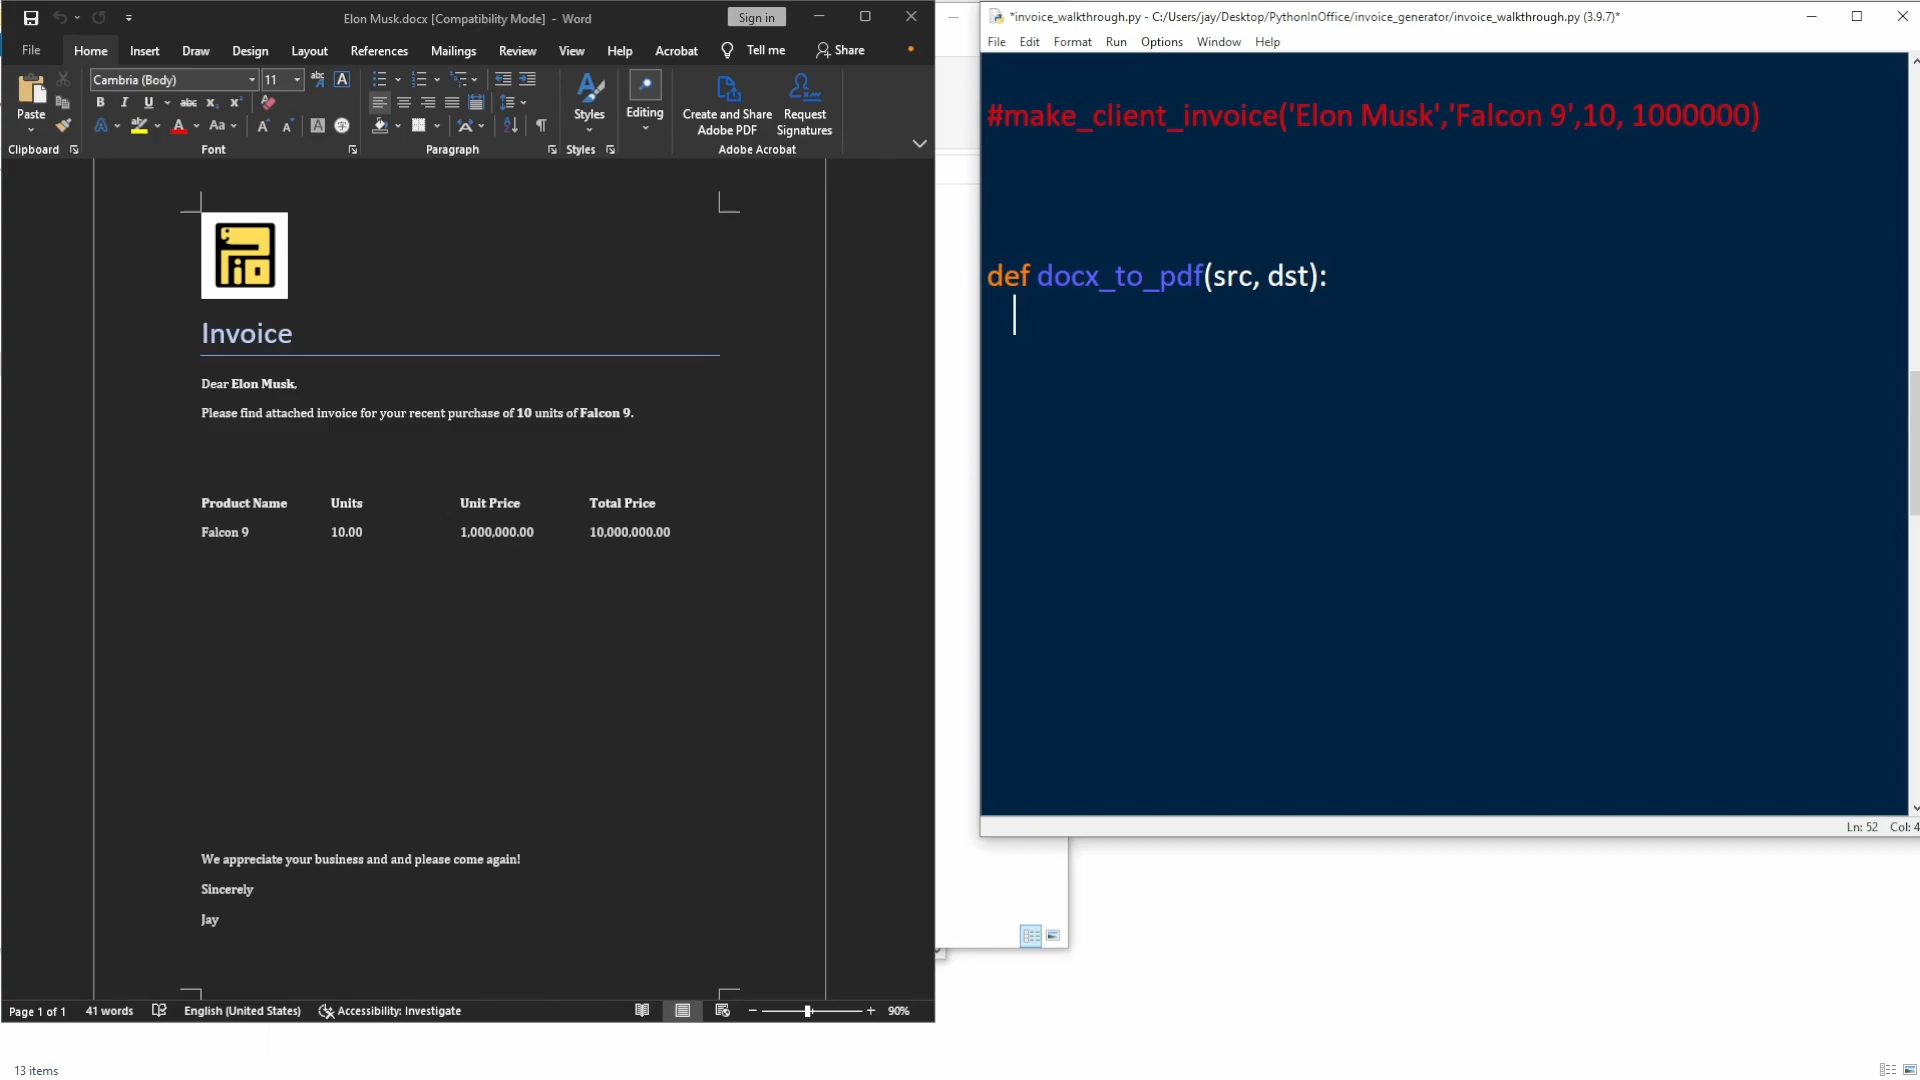 Elon Musk.docx [Compatibility Mode] - Word
Sign in
File Home Insert Draw Design Layout References Mailings Review View Help Acrobat Tell me Share
Cambria (Body) 11
Paste
B I U abc x₂ x²
A A Aa A A A
Clipboard
Font
Paragraph
Styles
Styles
Editing
Create and Share
Adobe PDF
Request
Signatures
Adobe Acrobat
Pio
Invoice
Dear Elon Musk,
Please find attached invoice for your recent purchase of 10 units of Falcon 9.
Product Name Units Unit Price Total Price
Falcon 9 10.00 1,000,000.00 10,000,000.00
We appreciate your business and and please come again!
Sincerely
Jay
Page 1 of 1 41 words English (United States) Accessibility: Investigate 90%
13 items
*invoice_walkthrough.py - C:/Users/jay/Desktop/PythonInOffice/invoice_generator/invoice_walkthrough.py (3.9.7)*
File Edit Format Run Options Window Help
#make_client_invoice('Elon Musk','Falcon 9',10, 1000000)
def docx_to_pdf(src, dst):
Ln: 52 Col: 4